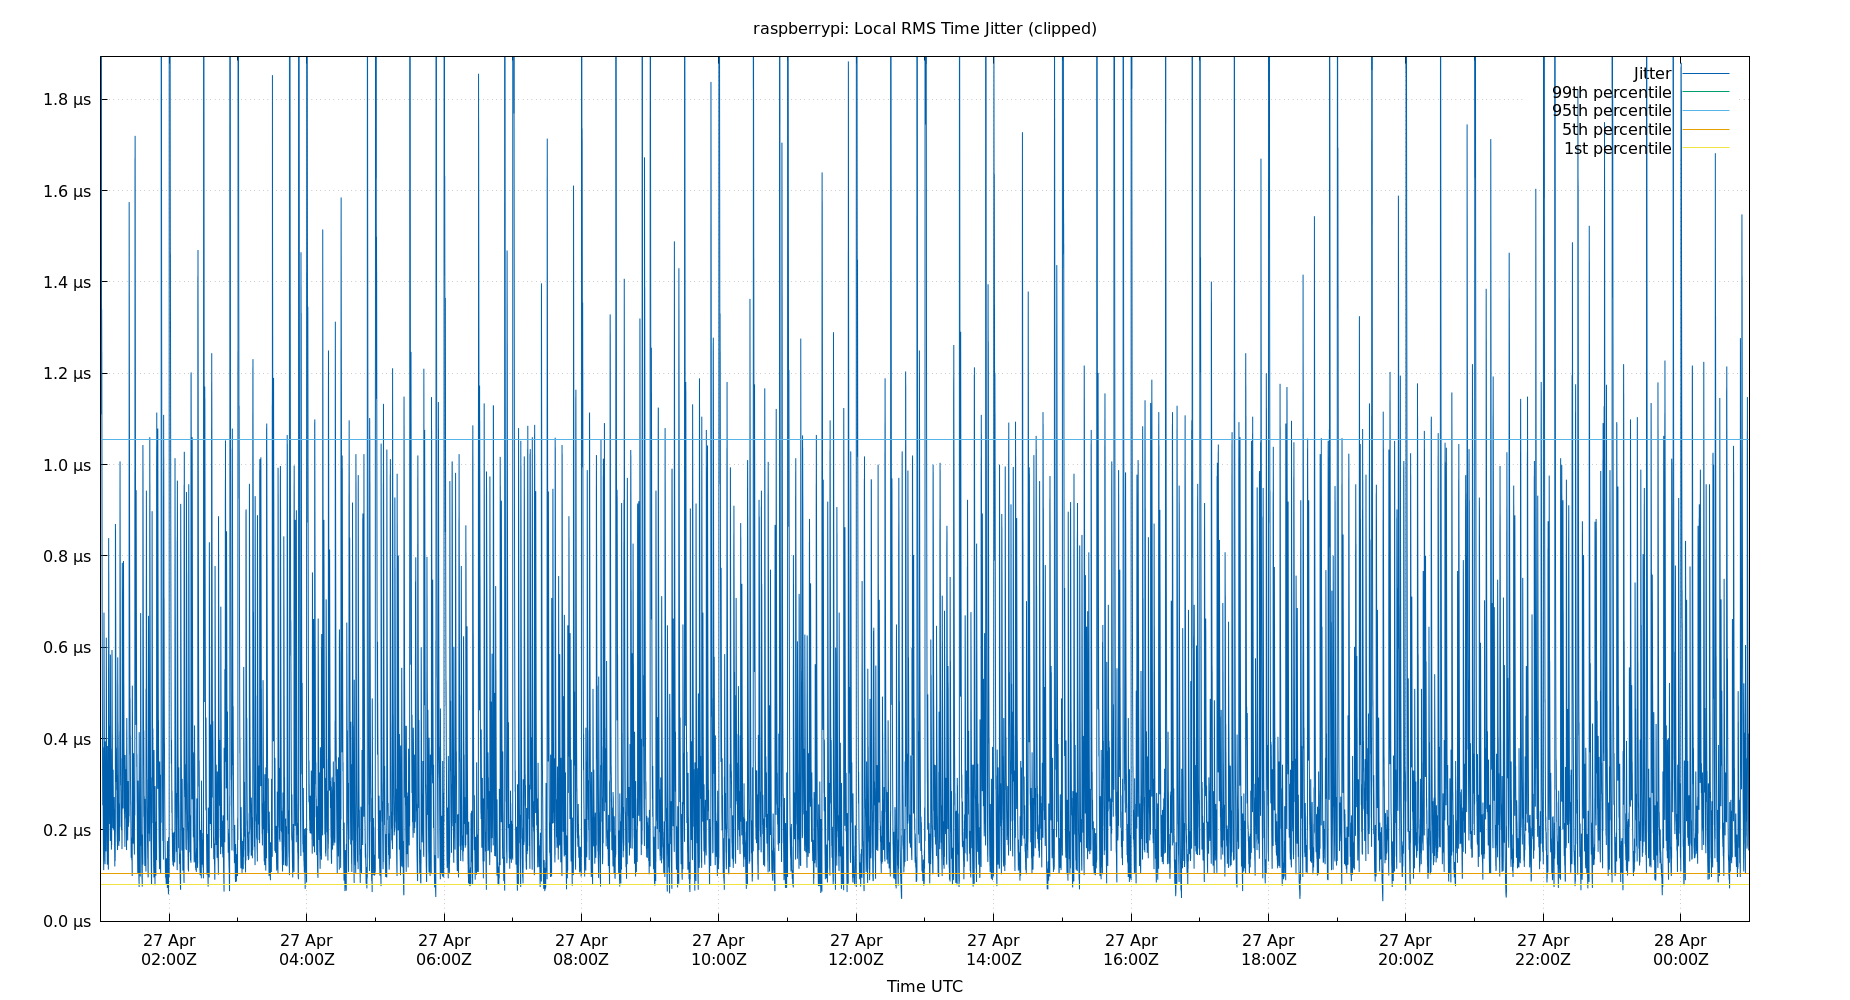 raspberrypi: Local RMS Time Jitter (clipped)
Jitter
99th percentile
95th percentile
5th percentile
1st percentile
1.8 µs
1.6 µs
1.4 µs
1.2 µs
1.0 µs
0.8 µs
0.6 µs
0.4 µs
0.2 µs
0.0 µs
27 Apr 27 Apr 27 Apr 27 Apr 27 Apr 27 Apr 27 Apr 27 Apr 27 Apr 27 Apr 27 Apr 28 Apr
02:00Z 04:00Z 06:00Z 08:00Z 10:00Z 12:00Z 14:00Z 16:00Z 18:00Z 20:00Z 22:00Z 00:00Z
Time UTC